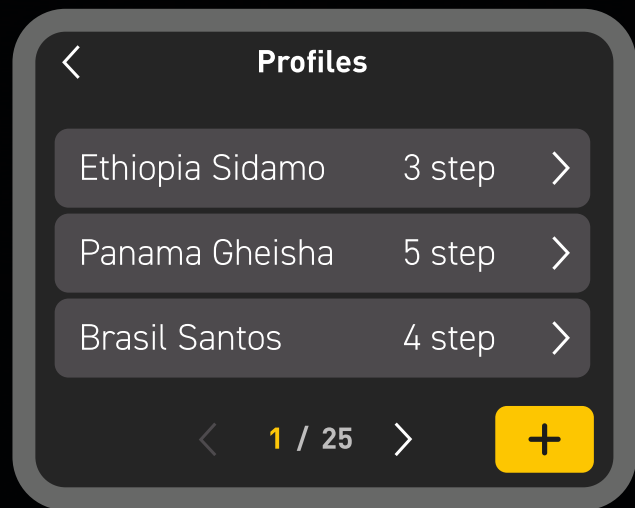 Profiles
Ethiopia Sidamo 3 step
Panama Gheisha 5 step
Brasil Santos 4 step
1 / 25